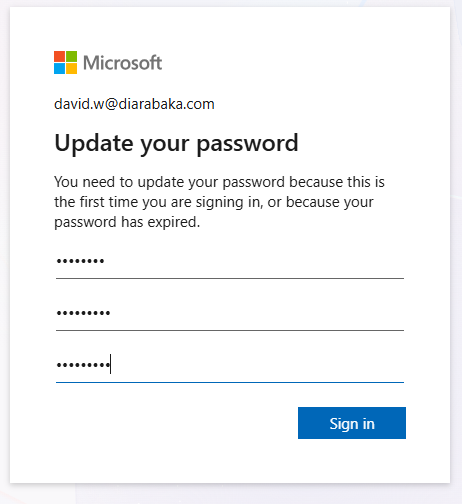 Microsoft
david.w@diarabaka.com
Update your password
You need to update your password because this is
the first time you are signing in, or because your
password has expired.
••••••••
•••••••••
•••••••••
Sign in